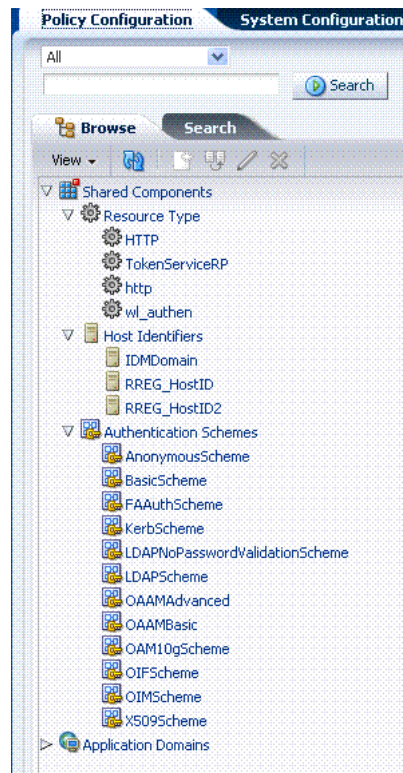 Policy Configuration System Configuration
All
Search
Browse Search
View
Shared Components
Resource Type
HTTP
TokenServiceRP
http
wl_authen
Host Identifiers
IDMDomain
RREG_HostID
RREG_HostID2
Authentication Schemes
AnonymousScheme
BasicScheme
FAAuthScheme
KerbScheme
LDAPNoPasswordValidationScheme
LDAPScheme
OAAMAdvanced
OAAMBasic
OAM10gScheme
OIFScheme
OIMScheme
X509Scheme
Application Domains